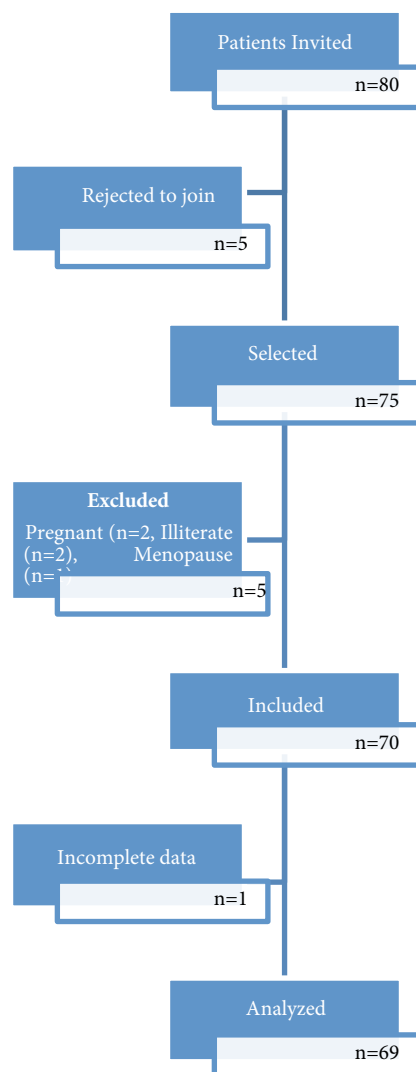 Patients Invited
n=80
Rejected to join
n=5
Selected
n=75
Excluded
Pregnant (n=2, Illiterate
(n=2), Menopause
(n=1)
n=5
Included
n=70
Incomplete data
n=1
Analyzed
n=69